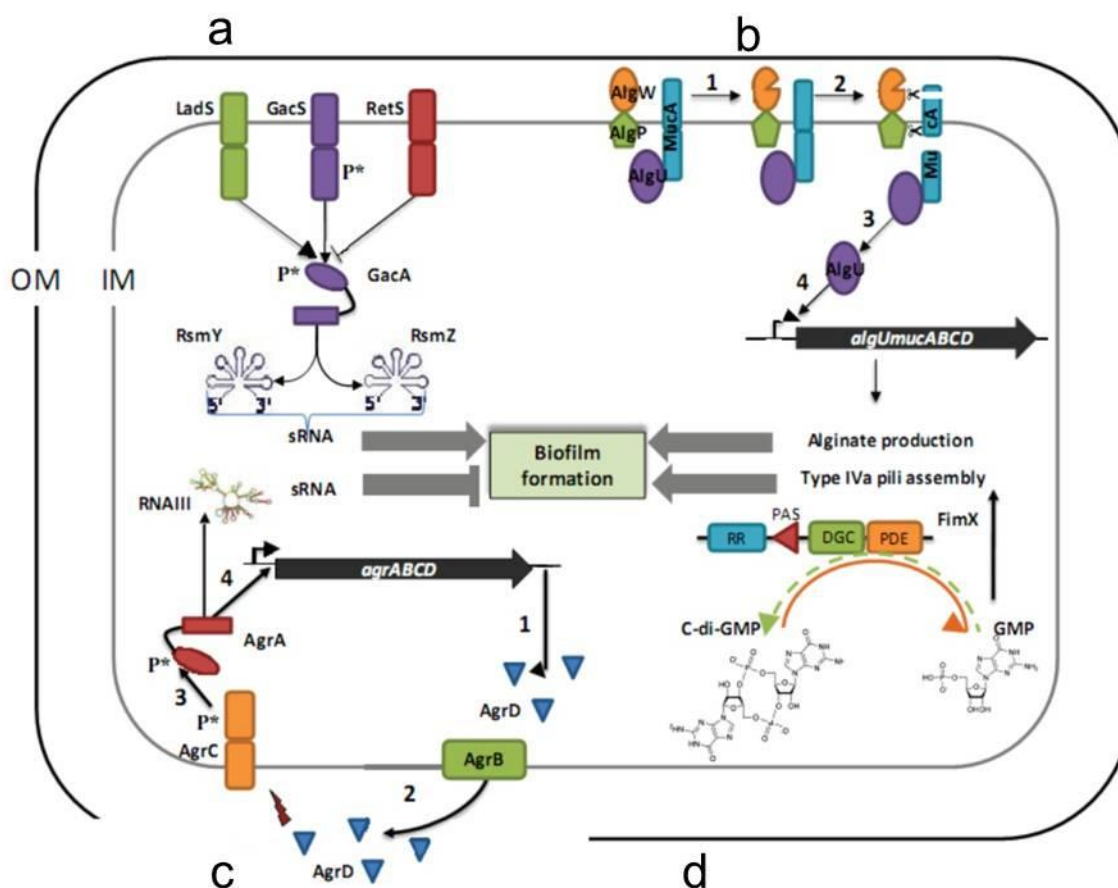 a
b
LadS
GacS
RetS
P*
P*
GacA
RsmY
RsmZ
5'
3'
5'
3'
sRNA
OM
IM
AlgW
AlgP
MucA
AlgU
1
2
cA
Mu
3
AlgU
4
algUmucABCD
Biofilm
formation
Alginate production
Type IVa pili assembly
RNAIII
sRNA
4
agrABCD
1
AgrA
P*
3
P*
AgrC
AgrD
AgrB
2
AgrD
PAS
FimX
RR
DGC
PDE
C-di-GMP
GMP
c
d